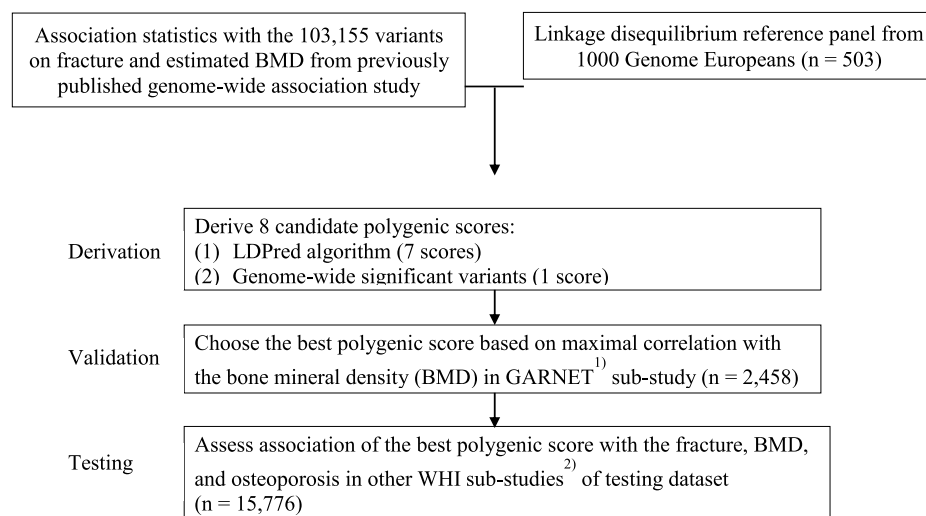 Association statistics with the 103,155 variants
on fracture and estimated BMD from previously
published genome-wide association study
Linkage disequilibrium reference panel from
1000 Genome Europeans (n = 503)
Derivation
Derive 8 candidate polygenic scores:
(1) LDPred algorithm (7 scores)
(2) Genome-wide significant variants (1 score)
Validation
Choose the best polygenic score based on maximal correlation with
the bone mineral density (BMD) in GARNET1) sub-study (n = 2,458)
Testing
Assess association of the best polygenic score with the fracture, BMD,
and osteoporosis in other WHI sub-studies2) of testing dataset
(n = 15,776)